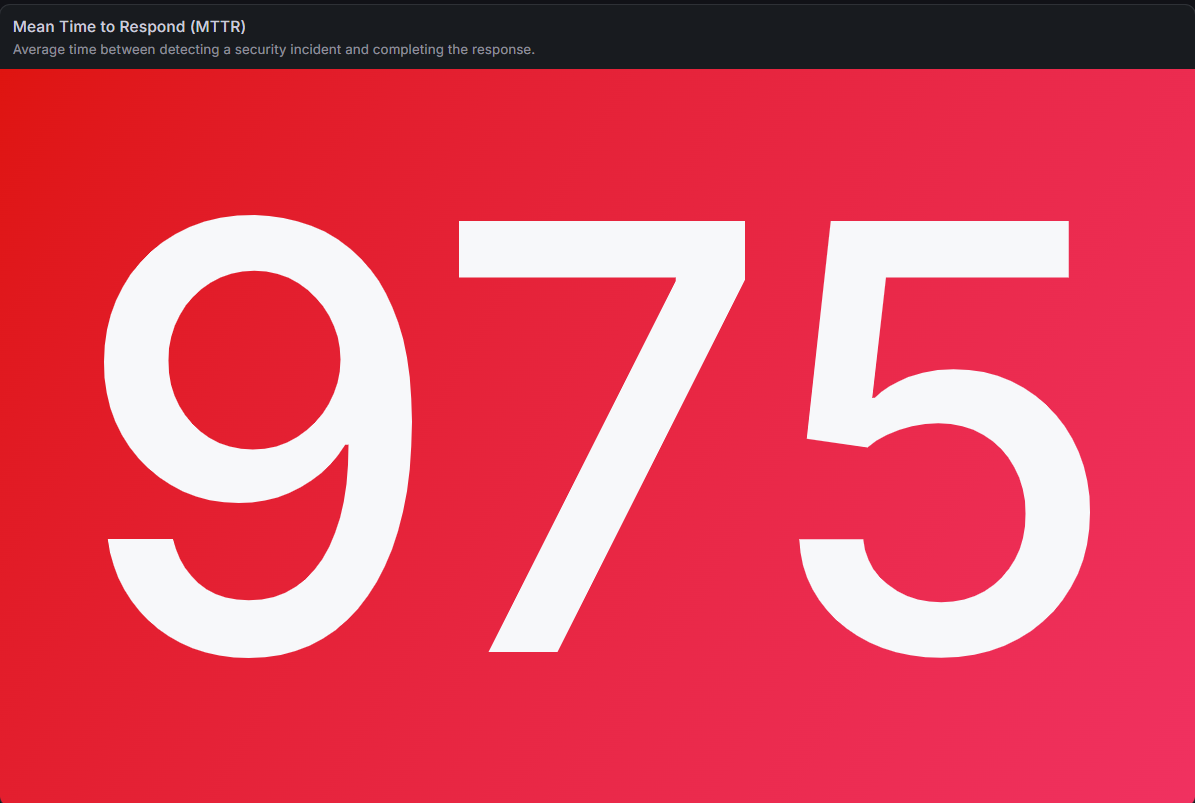 Mean Time to Respond (MTTR)
Average time between detecting a security incident and completing the response.
975